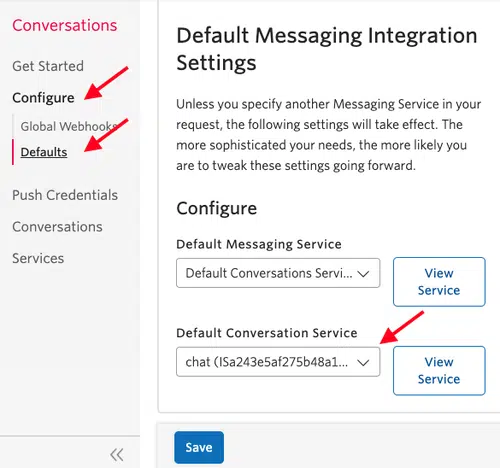 Conversations
Get Started
Configure
Global Webhooks
Defaults
Push Credentials
Conversations
Services
Default Messaging Integration
Settings
Unless you specify another Messaging Service in your
request, the following settings will take effect. The
more sophisticated your needs, the more likely you
are to tweak these settings going forward.
Configure
Default Messaging Service
Default Conversations Servi...
View
Service
Default Conversation Service
chat (ISa243e5af275b48a1...
View
Service
Save